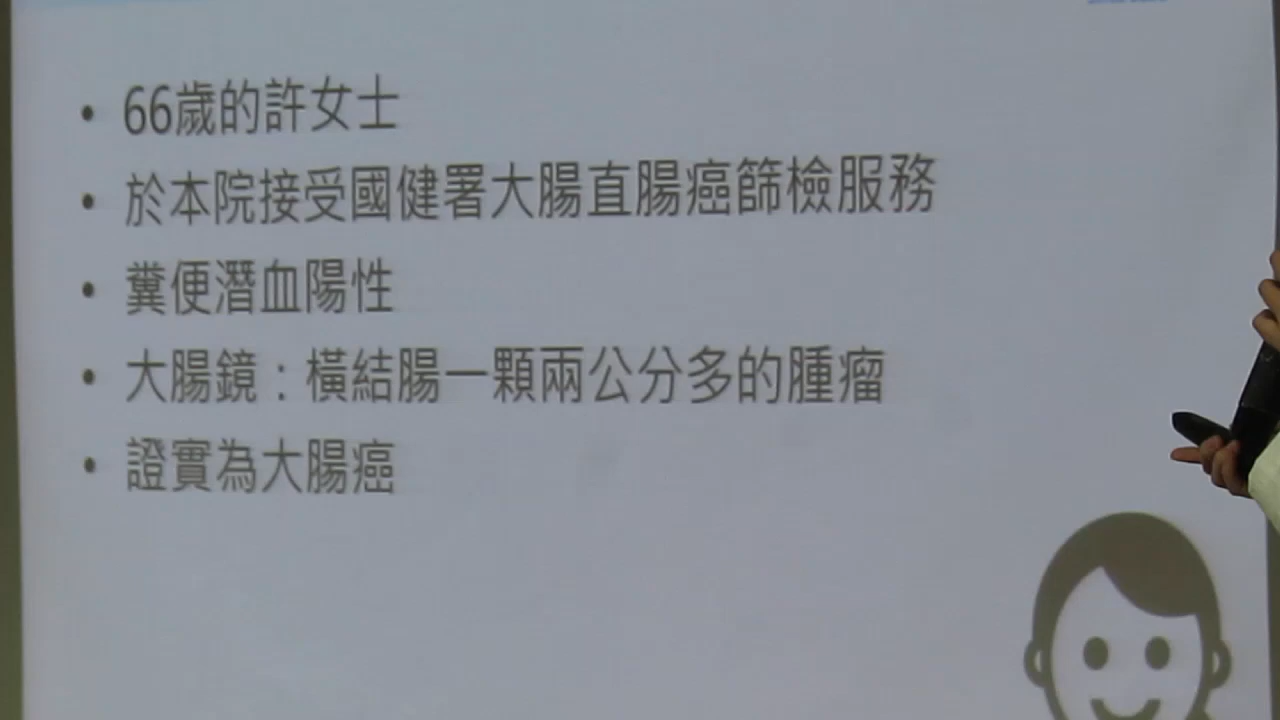 • 66歲的許女士
• 於本院接受國健署大腸直腸癌篩檢服務
• 糞便潛血陽性
• 大腸鏡：橫結腸一顆兩公分多的腫瘤
• 證實為大腸癌